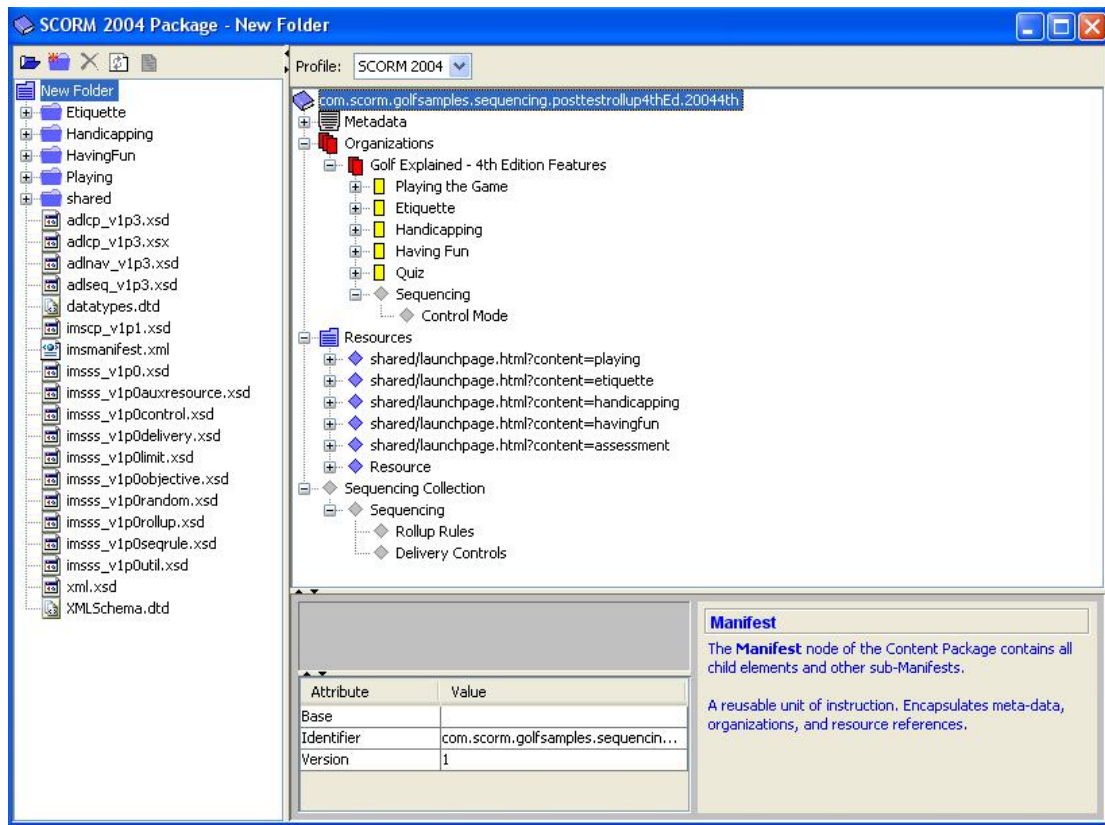 SCORM 2004 Package - New Folder
New Folder
Etiquette
Handicapping
HavingFun
Playing
shared
adlcp_v1p3.xsd
adlcp_v1p3.xsx
adlnav_v1p3.xsd
adlseq_v1p3.xsd
datatypes.dtd
imscp_v1p1.xsd
imsmanifest.xml
imsss_v1p0.xsd
imsss_v1p0auxresource.xsd
imsss_v1p0control.xsd
imsss_v1p0delivery.xsd
imsss_v1p0limit.xsd
imsss_v1p0objective.xsd
imsss_v1p0random.xsd
imsss_v1p0rollup.xsd
imsss_v1p0seqrule.xsd
imsss_v1p0util.xsd
xml.xsd
XMLSchema.dtd
Profile: SCORM 2004
com.scorm.golfsamples.sequencing.posttestrollup4thEd.20044th
Metadata
Organizations
Golf Explained - 4th Edition Features
Playing the Game
Etiquette
Handicapping
Having Fun
Quiz
Sequencing
Control Mode
Resources
shared/launchpage.html?content=playing
shared/launchpage.html?content=etiquette
shared/launchpage.html?content=handicapping
shared/launchpage.html?content=havingfun
shared/launchpage.html?content=assessment
Resource
Sequencing Collection
Sequencing
Rollup Rules
Delivery Controls
Attribute Value
Base
Identifier com.scorm.golfsamples.sequencin...
Version 1
Manifest
The Manifest node of the Content Package contains all
child elements and other sub-Manifests.
A reusable unit of instruction. Encapsulates meta-data,
organizations, and resource references.